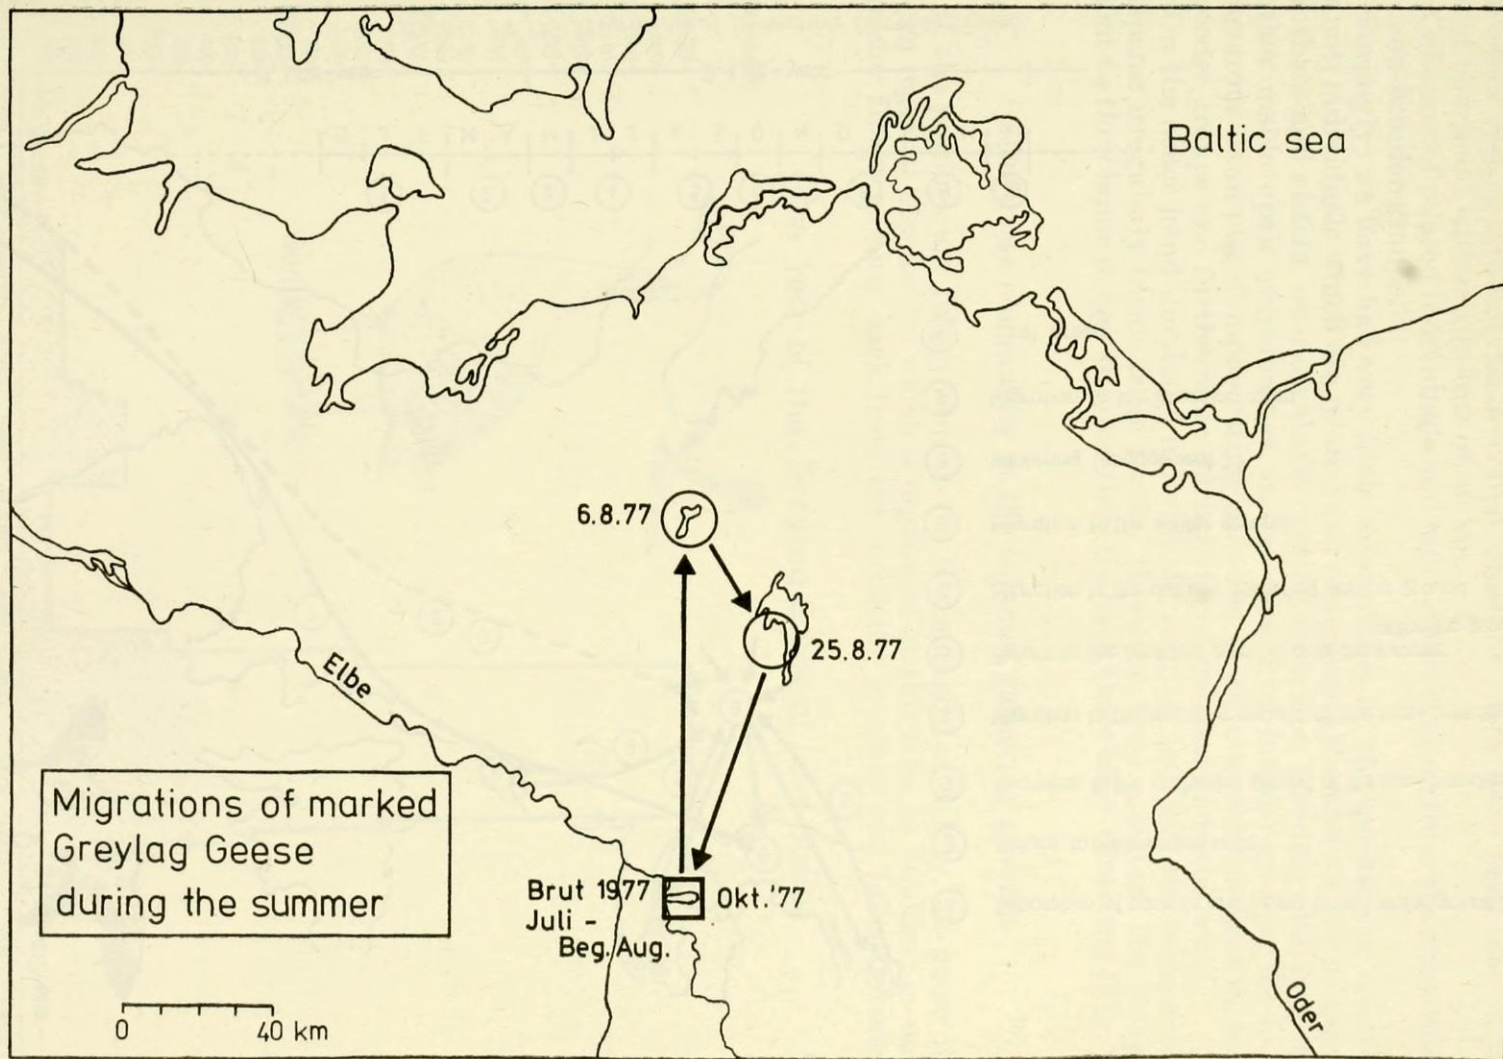 Baltic sea
6.8.77
25.8.77
Elbe
Migrations of marked
Greylag Geese
during the summer
Brut 1977
Juli -
Beg. Aug.
Okt.'77
0 40 km
Oder